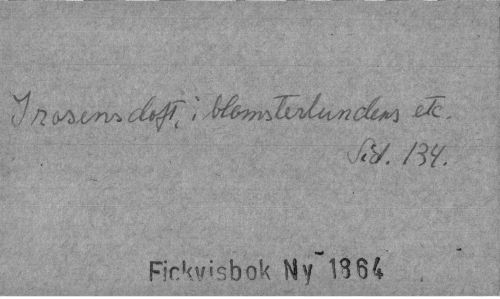 I rosens doft, i blomsterlundens etc.
Sid. 134.
Fickvisbok Ny 1864